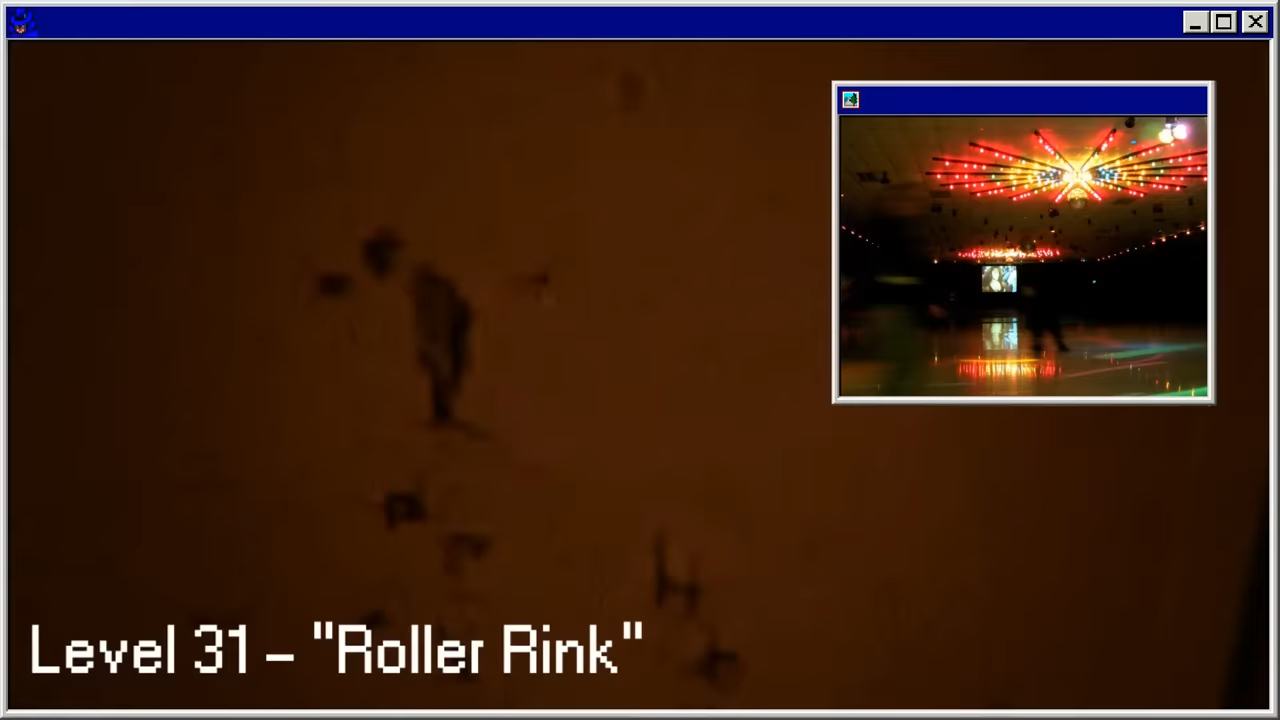 Level 31 – "Roller Rink"